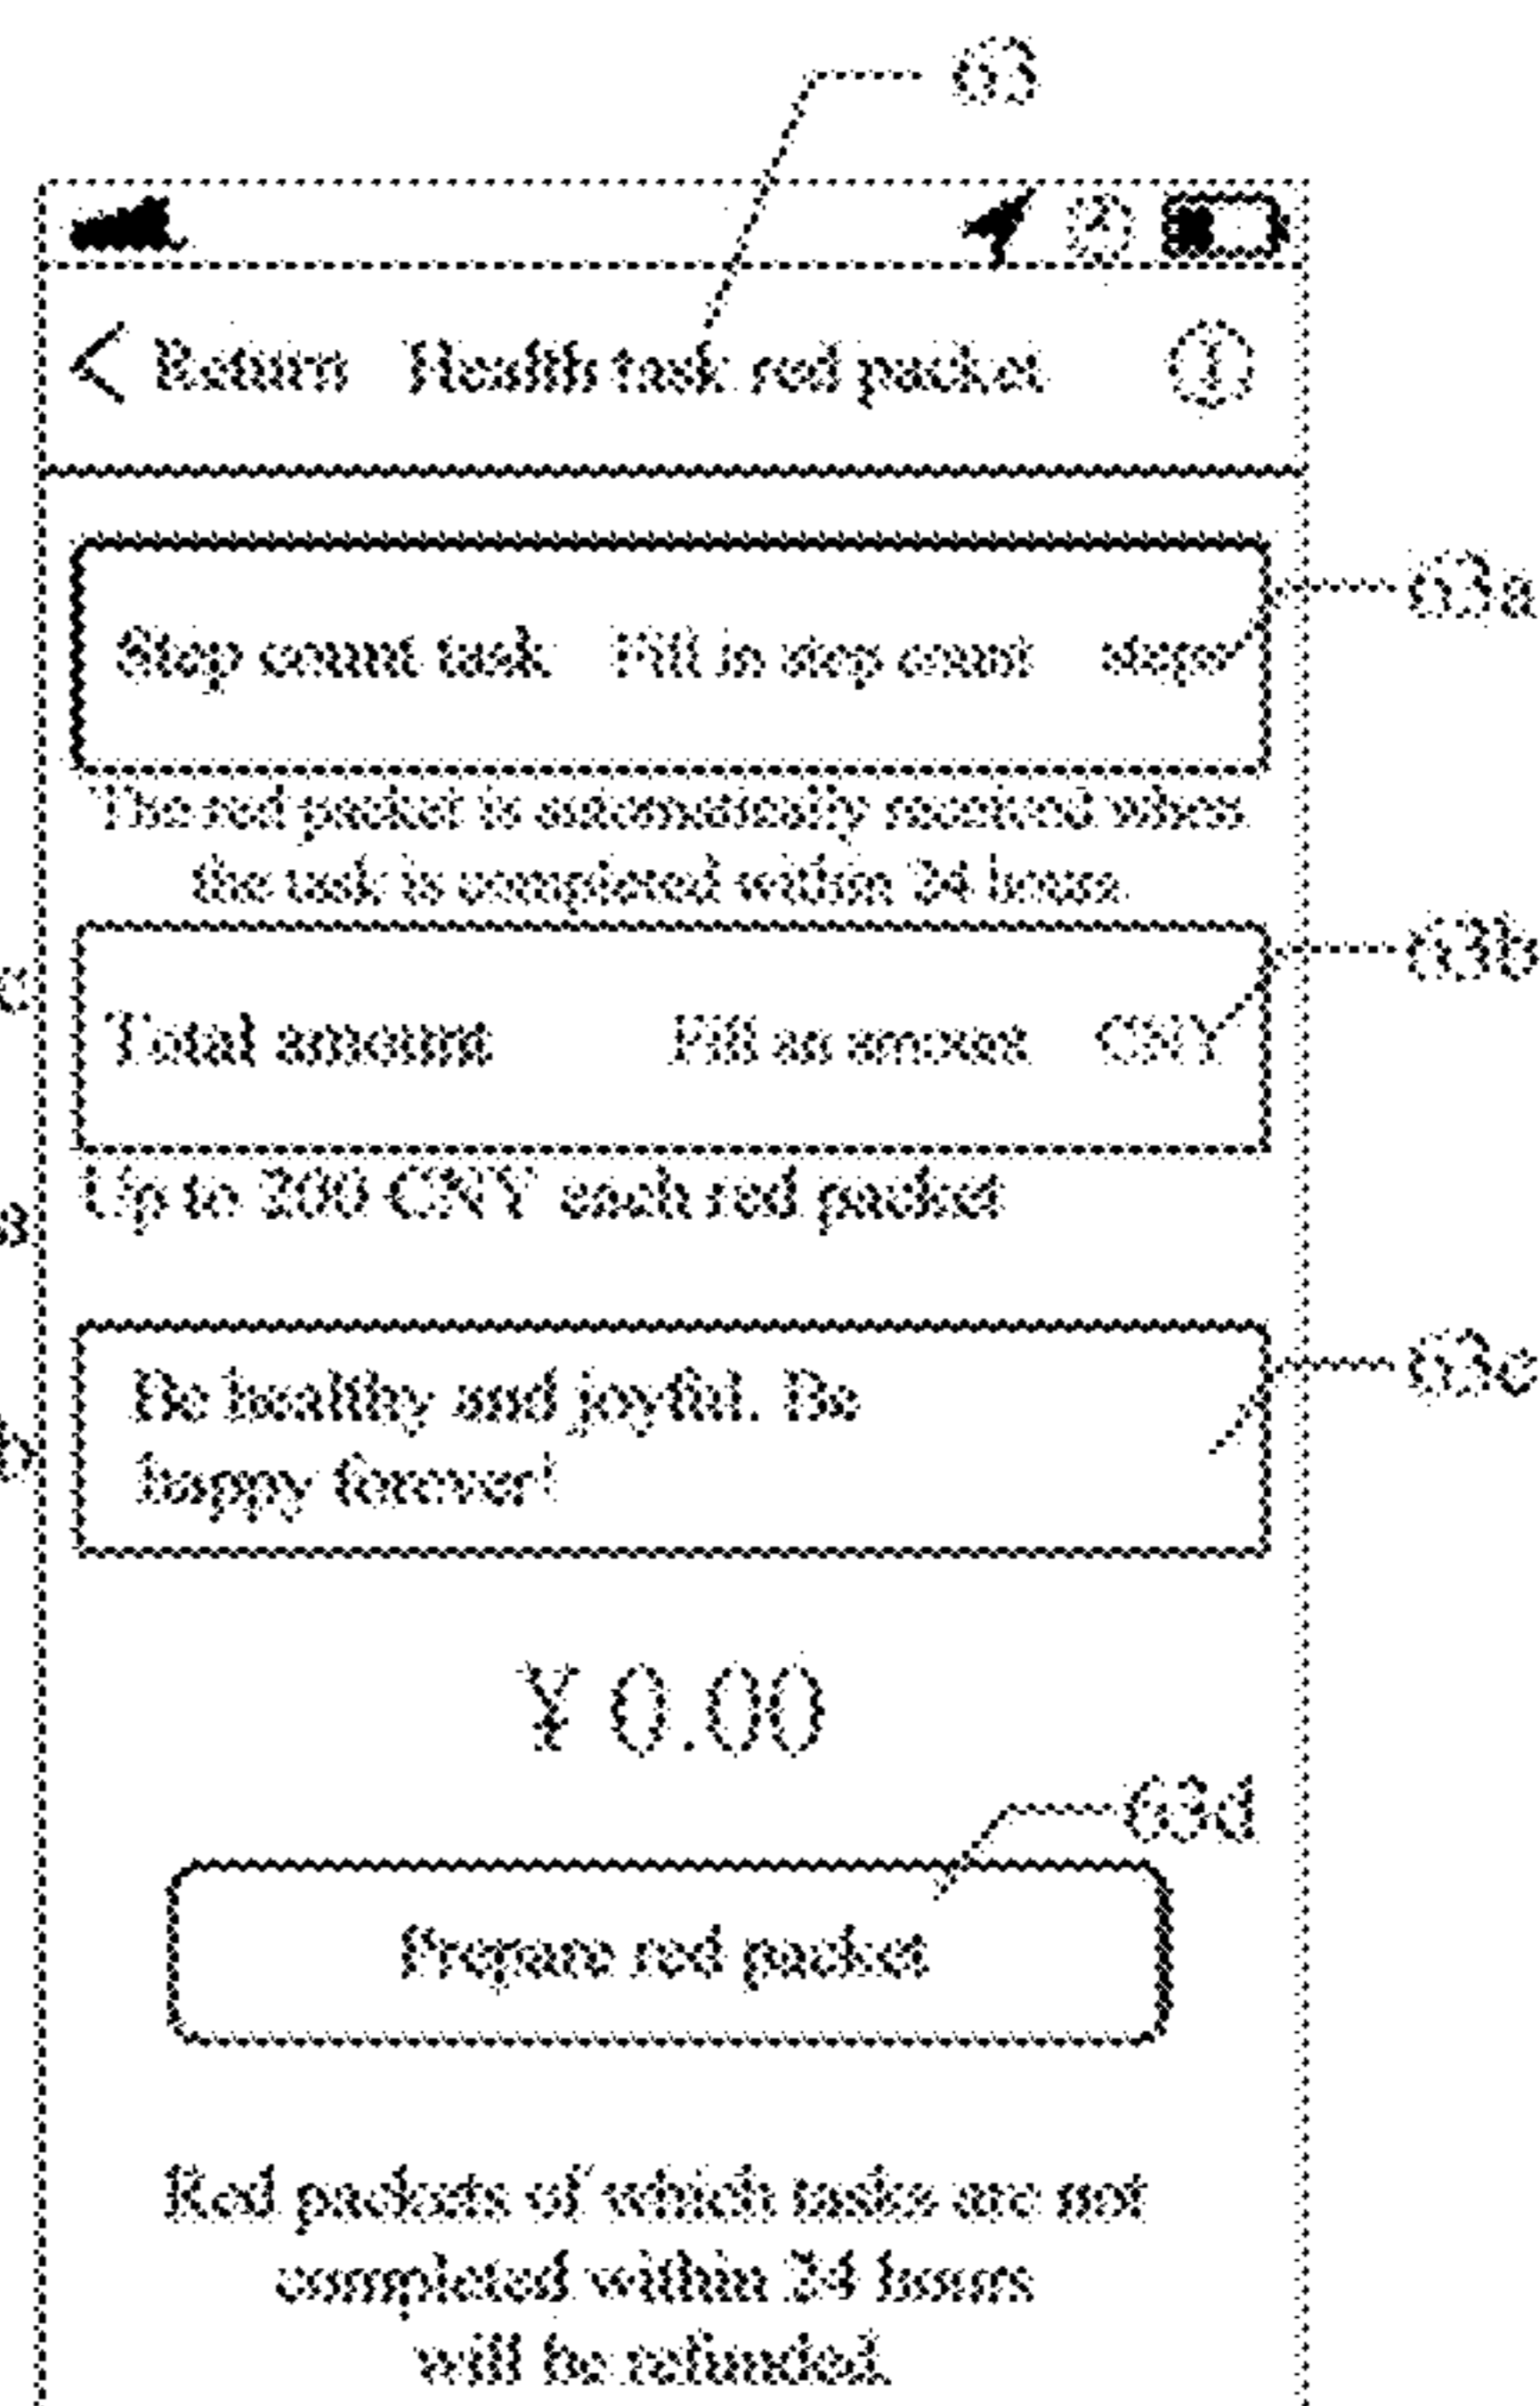 63
< Return Health task red packet
63a
Step count task Fill in step count steps
The red packet is automatically received when
the task is completed within 24 hours.
63b
c
Total amount Fill an amount CNY
Up to 200 CNY each red packet
a
63c
Be healthy and joyful. Be
b
happy forever!
¥ 0.00
63d
Prepare red packet
Red packets of which tasks are not
completed within 24 hours
will be refunded.